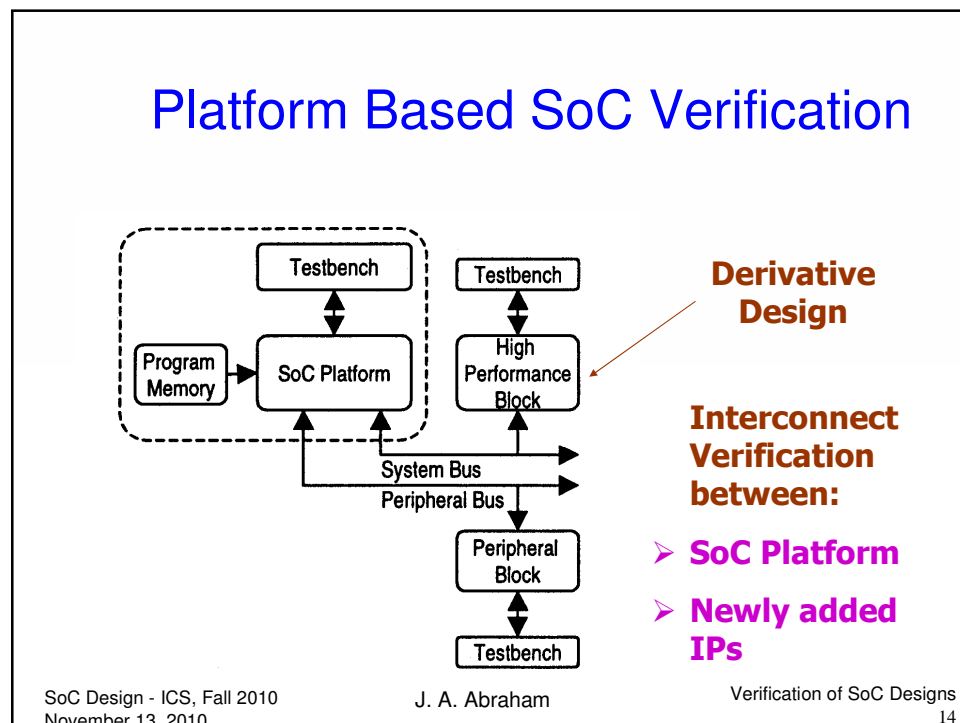 Platform Based SoC Verification
Testbench
Testbench
Program
Memory
SoC Platform
High
Performance
Block
System Bus
Peripheral Bus
Peripheral
Block
Testbench
Derivative
Design
Interconnect
Verification
between:
➢ SoC Platform
➢ Newly added
IPs
SoC Design - ICS, Fall 2010
November 13, 2010
J. A. Abraham
Verification of SoC Designs
14